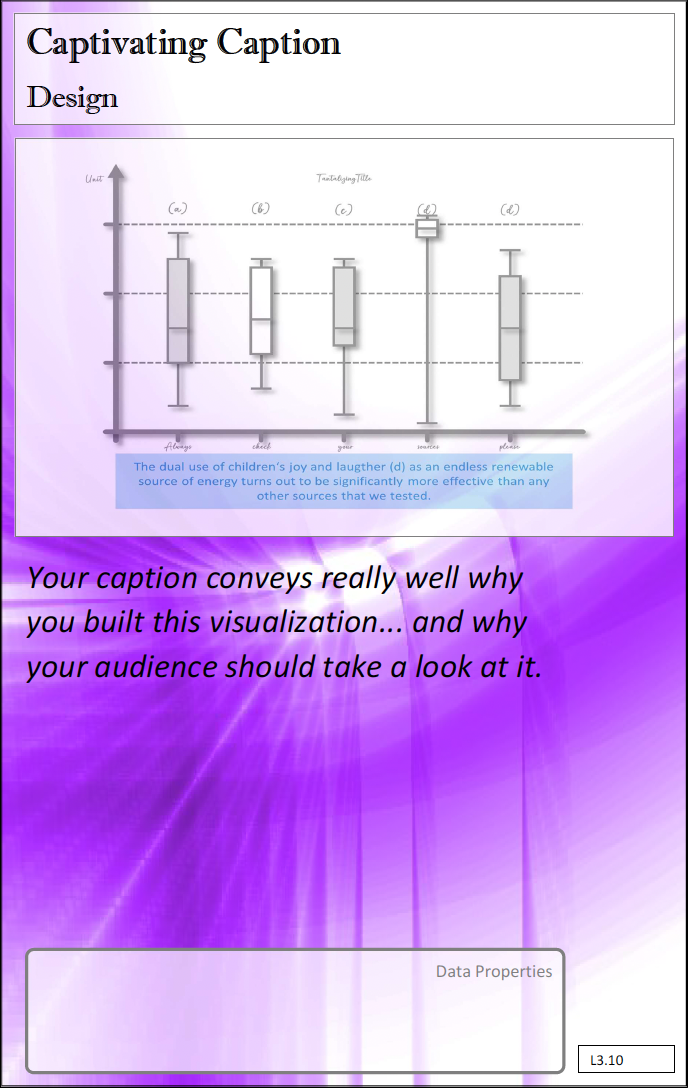 Captivating Caption
Design
Unit
Tantalizing Title
(a)
(b)
(c)
(d)
(d)
Always
check
your
sources
please
The dual use of children's joy and laugther (d) as an endless renewable
source of energy turns out to be significantly more effective than any
other sources that we tested.
Your caption conveys really well why
you built this visualization... and why
your audience should take a look at it.
Data Properties
L3.10